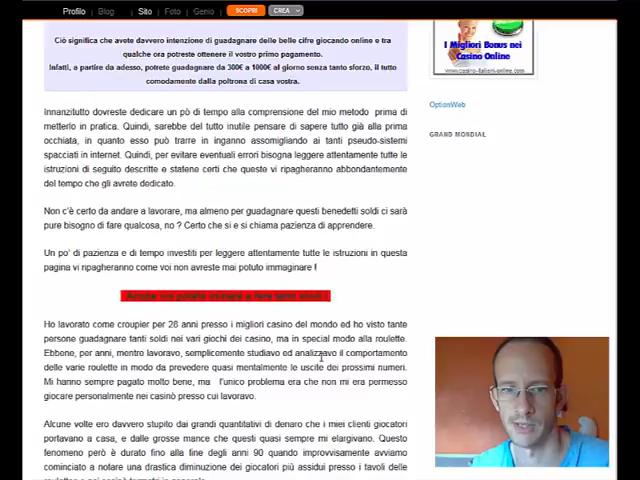 Profilo | Blog Sito Foto Genio SCOPRI CREA
Ciò significa che avete davvero intenzione di guadagnare delle belle cifre giocando online e tra
qualche ora potreste ottenere il vostro primo pagamento.
Infatti, a partire da adesso, potrete guadagnare da 300€ a 1000€ al giorno senza tanto sforzo, il tutto
comodamente dalla poltrona di casa vostra.
I Migliori Bonus nei
Casino Online
www.casino-italiani-online.com
OptionWeb
GRAND MONDIAL
Innanzitutto dovreste dedicare un pò di tempo alla comprensione del mio metodo prima di
metterlo in pratica. Quindi, sarebbe del tutto inutile pensare di sapere tutto già alla prima
occhiata, in quanto esso può trarre in inganno assomigliando ai tanti pseudo-sistemi
spacciati in internet. Quindi, per evitare eventuali errori bisogna leggere attentamente tutte le
istruzioni di seguito descritte e statene certi che queste vi ripagheranno abbondantemente
del tempo che gli avrete dedicato.
Non c'è certo da andare a lavorare, ma almeno per guadagnare questi benedetti soldi ci sarà
pure bisogno di fare qualcosa, no ? Certo che si e si chiama pazienza di apprendere.
Un po' di pazienza e di tempo investiti per leggere attentamente tutte le istruzioni in questa
pagina vi ripagheranno come voi non avreste mai potuto immaginare !
Ho lavorato come croupier per 28 anni presso i migliori casino del mondo ed ho visto tante
persone guadagnare tanti soldi nei vari giochi dei casino, ma in special modo alla roulette.
Ebbene, per anni, mentro lavoravo, semplicemente studiavo ed analizzavo il comportamento
delle varie roulette in modo da prevedere quasi mentalmente le uscite dei prossimi numeri.
Mi hanno sempre pagato molto bene, ma l'unico problema era che non mi era permesso
giocare personalmente nei casinò presso cui lavoravo.
Alcune volte ero davvero stupito dai grandi quantitativi di denaro che i miei clienti giocatori
portavano a casa, e dalle grosse mance che questi quasi sempre mi elargivano. Questo
fenomeno però è durato fino alla fine degli anni 90 quando improvvisamente avviamo
cominciato a notare una drastica diminuzione dei giocatori più assidui presso i tavoli delle